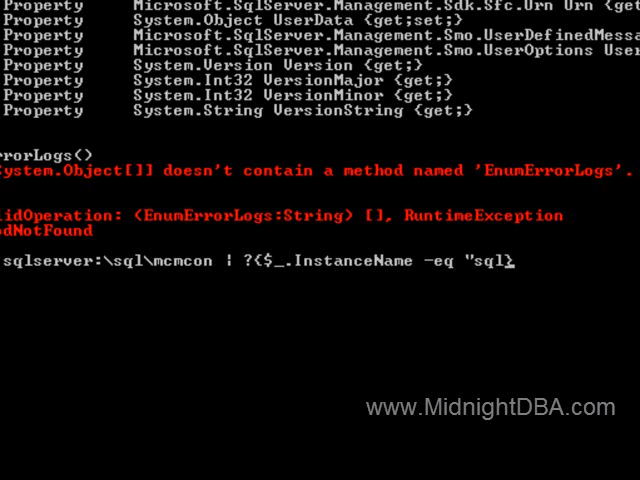 Property Microsoft.SqlServer.Management.Sdk.Sfc.Urn Urn {get
Property System.Object UserData {get;set;}
Property Microsoft.SqlServer.Management.Smo.UserDefinedMessa
Property Microsoft.SqlServer.Management.Smo.UserOptions User
Property System.Version Version {get;}
Property System.Int32 VersionMajor {get;}
Property System.Int32 VersionMinor {get;}
Property System.String VersionString {get;}
rrorLogs()
System.Object[]] doesn't contain a method named 'EnumErrorLogs'.
lidOperation: (EnumErrorLogs:String) [], RuntimeException
odNotFound
sqlserver:\sql\mcmcon | ?{$_.InstanceName -eq "sql}
www.MidnightDBA.com